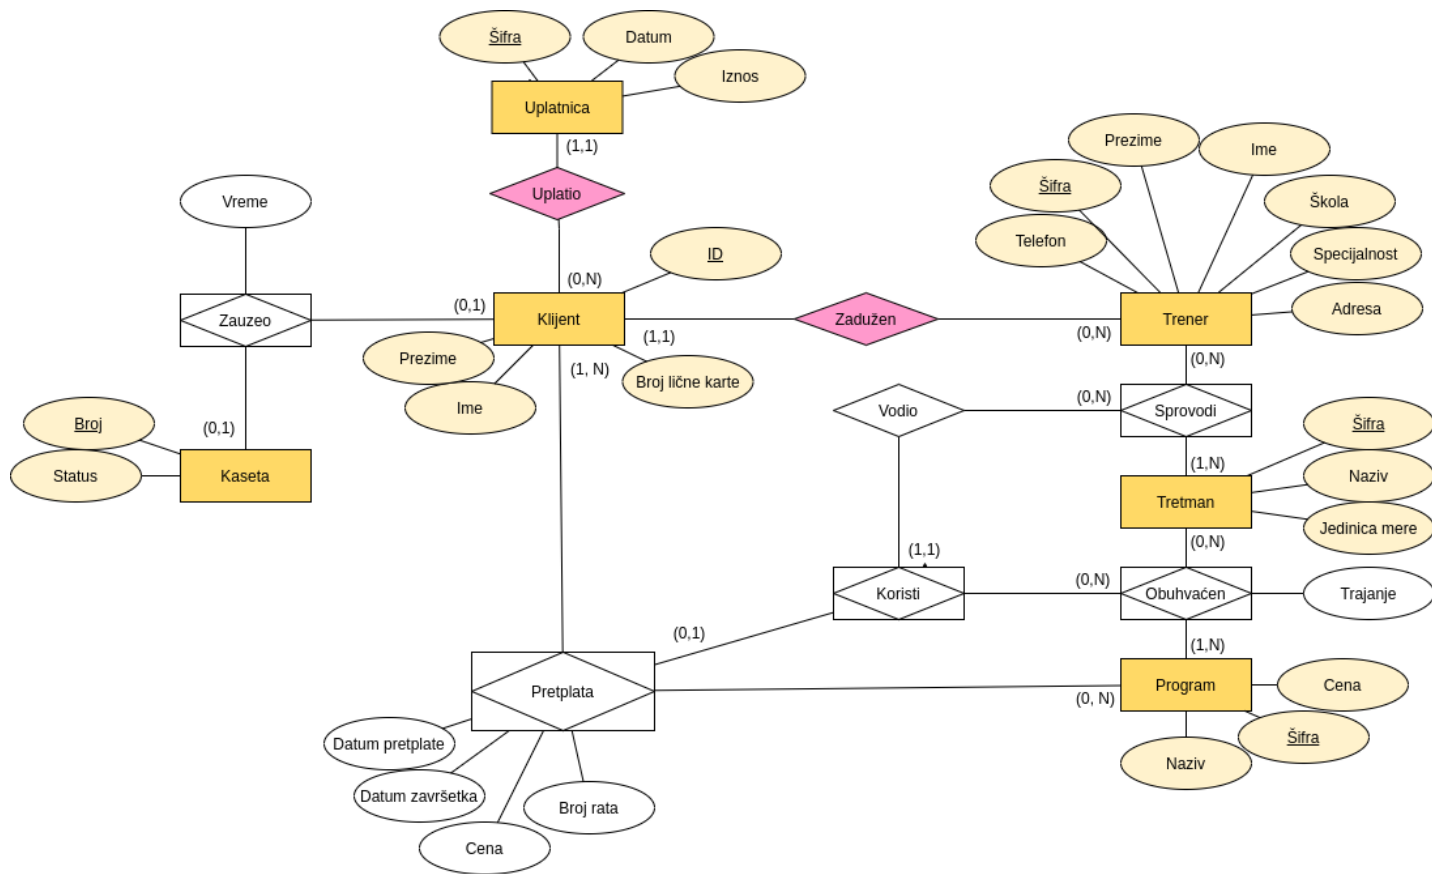 Šifra
Datum
Iznos
Uplatnica
(1,1)
Uplatio
(0,N)
Vreme
Zauzeo
(0,1)
Klijent
ID
Prezime
Ime
Broj lične karte
(1,1)
(1, N)
Zadužen
(0,N)
Trener
Prezime
Ime
Šifra
Telefon
Škola
Specijalnost
Adresa
(0,N)
Vodio
(0,N)
Sprovodi
(1,N)
Broj
Status
(0,1)
Kaseta
Tretman
Šifra
Naziv
Jedinica mere
(0,N)
(1,1)
Koristi
(0,N)
Obuhvaćen
Trajanje
(0,1)
(1,N)
Pretplata
(0, N)
Program
Cena
Šifra
Naziv
Datum pretplate
Datum završetka
Cena
Broj rata